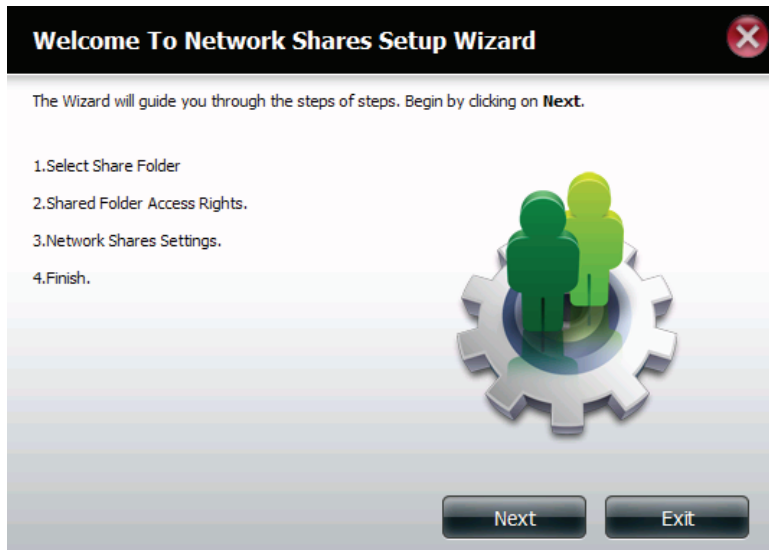 Welcome To Network Shares Setup Wizard
The Wizard will guide you through the steps of steps. Begin by clicking on Next.
1.Select Share Folder
2.Shared Folder Access Rights.
3.Network Shares Settings.
4.Finish.
Next
Exit